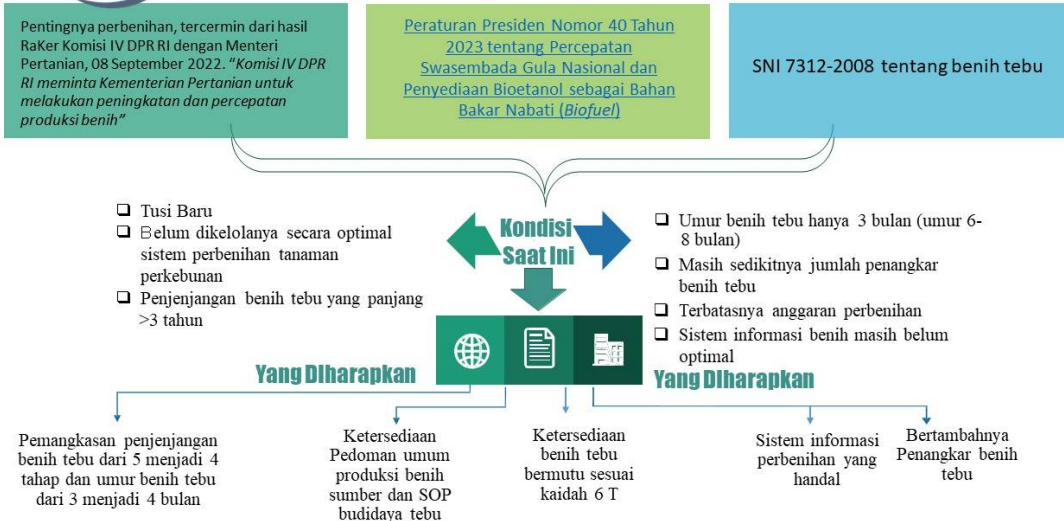 Pentingnya perbenihan, tercermin dari hasil
RaKer Komisi IV DPR RI dengan Menteri
Pertanian, 08 September 2022. “Komisi IV DPR
RI meminta Kementerian Pertanian untuk
melakukan peningkatan dan percepatan
produksi benih”
Peraturan Presiden Nomor 40 Tahun
2023 tentang Percepatan
Swasembada Gula Nasional dan
Penyediaan Bioetanol sebagai Bahan
Bakar Nabati (Biofuel)
SNI 7312-2008 tentang benih tebu
Tusi Baru
Belum dikelolanya secara optimal
sistem perbenihan tanaman
perkebunan
Penjenjangan benih tebu yang panjang
>3 tahun
Kondisi
Saat Ini
Umur benih tebu hanya 3 bulan (umur 6-
8 bulan)
Masih sedikitnya jumlah penangkar
benih tebu
Terbatasnya anggaran perbenihan
Sistem informasi benih masih belum
optimal
Yang DIharapkan
Yang DIharapkan
Pemangkasan penjenjangan
benih tebu dari 5 menjadi 4
tahap dan umur benih tebu
dari 3 menjadi 4 bulan
Ketersediaan
Pedoman umum
produksi benih
sumber dan SOP
budidaya tebu
Ketersediaan
benih tebu
bermutu sesuai
kaidah 6 T
Sistem informasi
perbenihan yang
handal
Bertambahnya
Penangkar benih
tebu